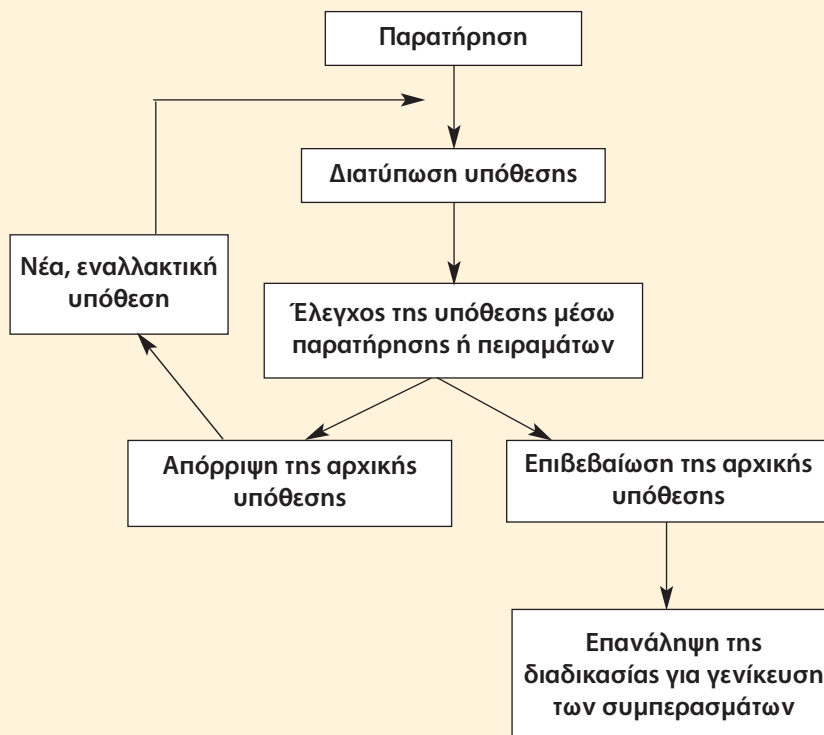 Παρατήρηση
Διατύπωση υπόθεσης
Νέα, εναλλακτική
υπόθεση
Έλεγχος της υπόθεσης μέσω
παρατήρησης ή πειραμάτων
Απόρριψη της αρχικής
υπόθεσης
Επιβεβαίωση της αρχικής
υπόθεσης
Επανάληψη της
διαδικασίας για γενίκευση
των συμπερασμάτων